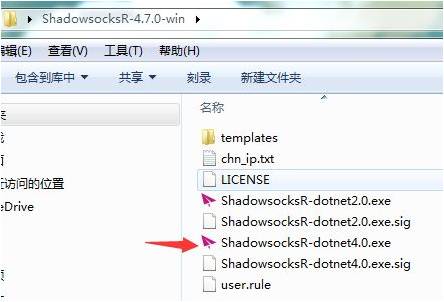 ShadowsocksR-4.7.0-win
编辑(E) 查看(V) 工具(T) 帮助(H)
包含到库中 共享 刻录 新建文件夹
名称
templates
chn_ip.txt
LICENSE
ShadowsocksR-dotnet2.0.exe
ShadowsocksR-dotnet2.0.exe.sig
ShadowsocksR-dotnet4.0.exe
访问的位置
ShadowsocksR-dotnet4.0.exe.sig
eDrive
user.rule